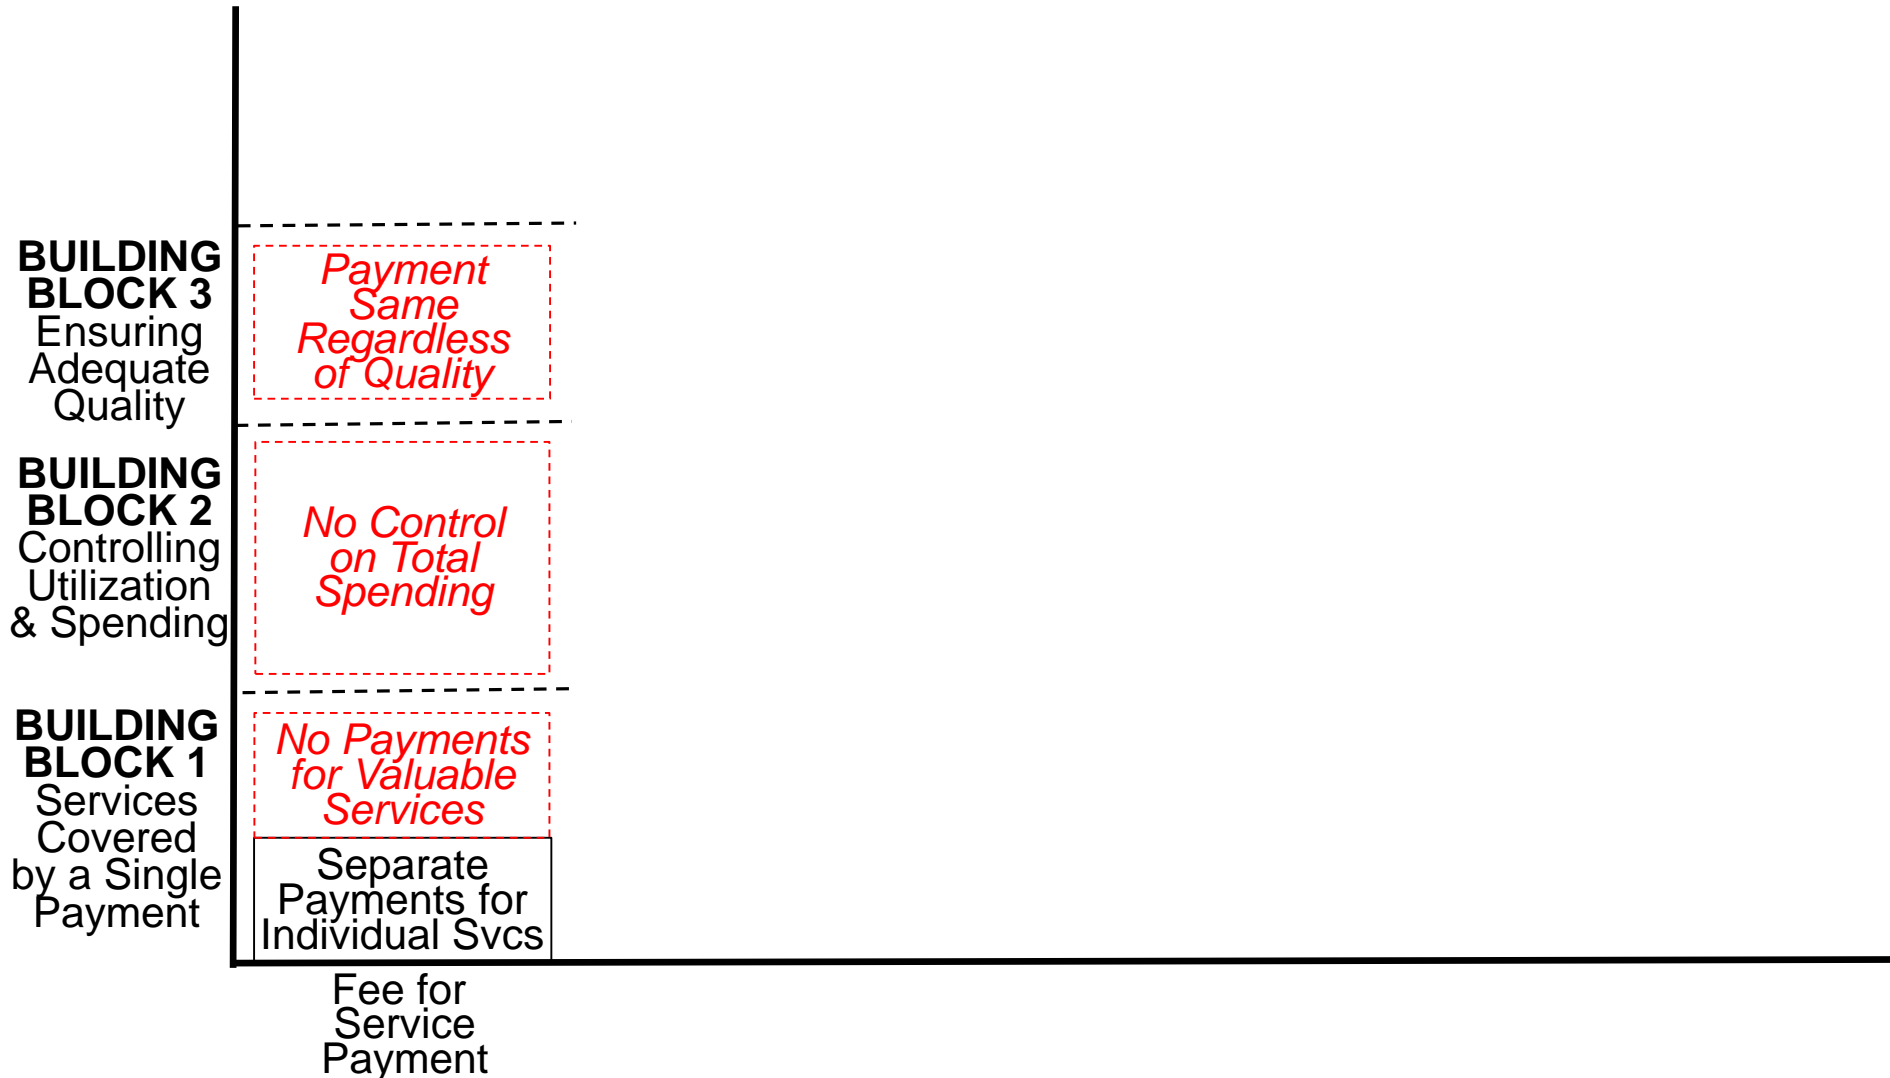 BUILDING
BLOCK 3
Ensuring
Adequate
Quality
Payment
Same
Regardless
of Quality
BUILDING
BLOCK 2
Controlling
Utilization
& Spending
No Control
on Total
Spending
BUILDING
BLOCK 1
Services
Covered
by a Single
Payment
No Payments
for Valuable
Services
Separate
Payments for
Individual Svcs
Fee for
Service
Payment